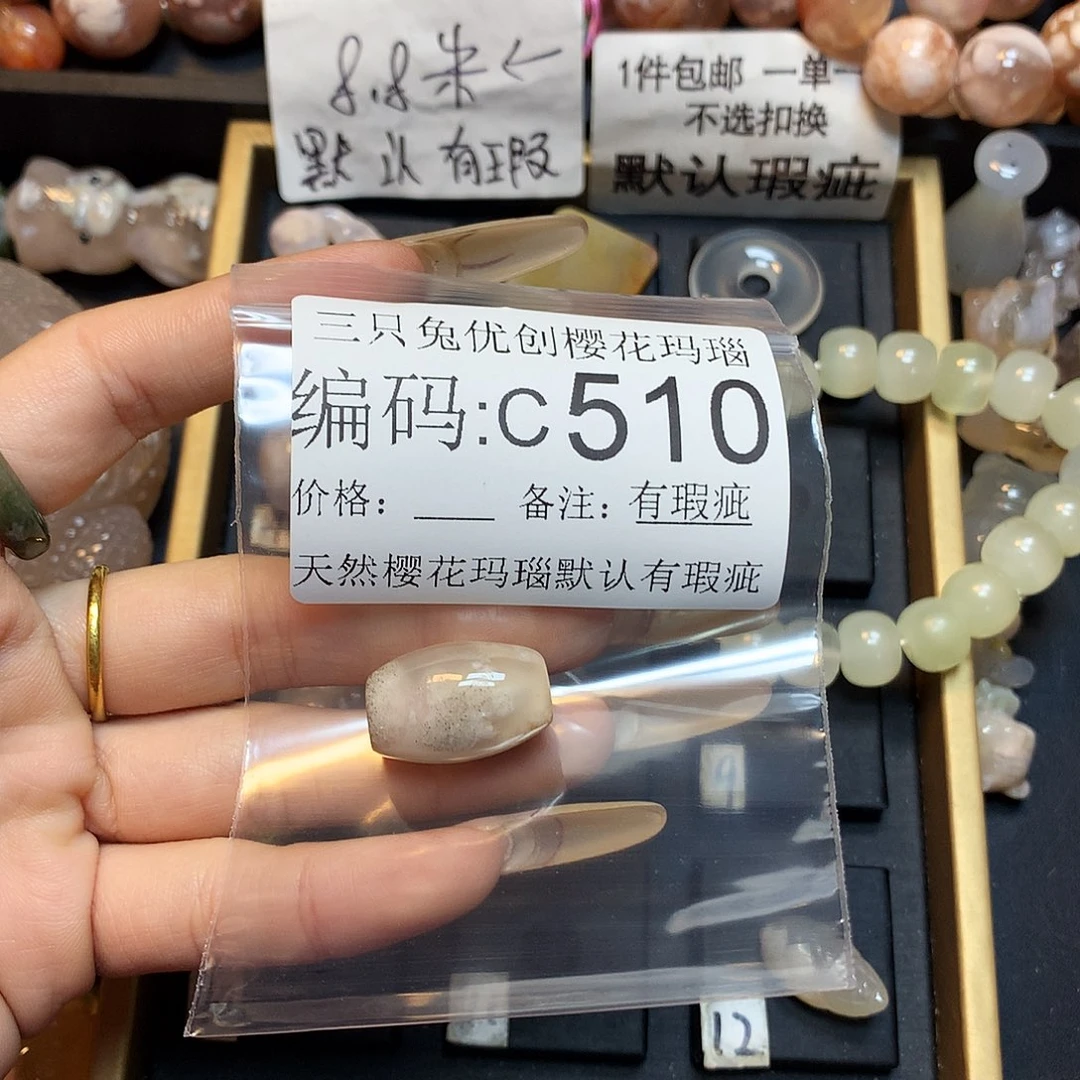 8.8米←
默认有瑕
1件包邮 一单一
不选扣换
默认瑕疵
三只兔优创樱花玛瑙
编码:C510
价格：____ 备注：有瑕疵
天然樱花玛瑙默认有瑕疵
9
12